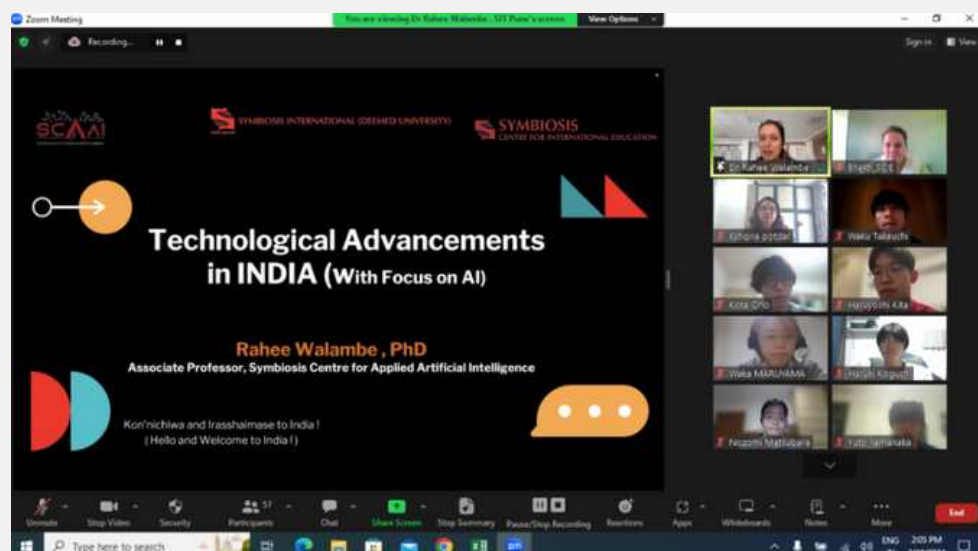 Zoom Meeting
You are viewing Dr Rahee Walambe, SIT Pune's screen
View Options
Recording...
Sign in
View
SCAAI
SYMBIOSIS INTERNATIONAL (DEEMED UNIVERSITY)
SYMBIOSIS
CENTRE FOR INTERNATIONAL EDUCATION
Technological Advancements
in INDIA (With Focus on AI)
Rahee Walambe , PhD
Associate Professor, Symbiosis Centre for Applied Artificial Intelligence
Kon'nichiwa and Irasshaimase to India !
( Hello and Welcome to India ! )
Dr Rahee Walambe
potdar
Waku Takeuchi
Kota Ono
Haruyoshi Kita
Waka MARUYAMA
Haruki Koguchi
Nozomi Matsubara
Yuto Yamanaka
Unmute
Stop Video
Security
Participants
57
Chat
Share Screen
Stop Summary
Pause/Stop Recording
Reactions
Apps
Whiteboards
Notes
More
End
Type here to search
ENG
2:05 PM